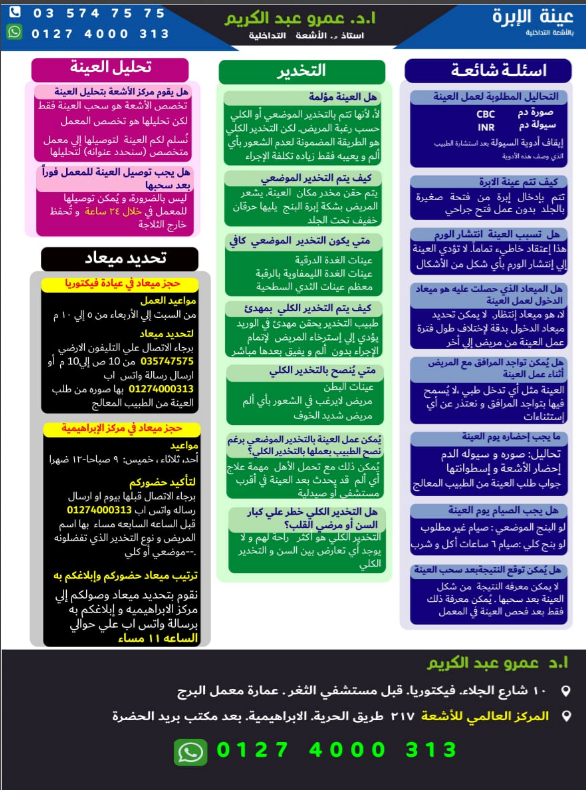 عينة الإبرة
بالأشعة التداخلية
ا.د. عمرو عبد الكريم
استاذ .د. الأشعة التداخلية
03 574 75 75
0127 4000 313
اسئلـة شائعـة
التحاليل المطلوبة لعمل العينة
صورة دم CBC
سيولة دم INR
إيقاف أدوية السيولة بعد استشارة الطبيب
الذي وصف هذه الأدوية
كيف تتم عينة الابرة
تتم بإدخال إبرة من فتحة صغيرة
بالجلد بدون عمل فتح جراحي
هل تسبب العينة انتشار الورم
هذا إعتقاد خاطيء تماماً. لا تؤدي العينة
إلي إنتشار الورم بأي شكل من الأشكال
هل الميعاد الذي حصلت عليه هو ميعاد
الدخول لعمل العينة
لا، هو ميعاد إنتظار. لا يمكن تحديد
ميعاد الدخول بدقة لإختلاف طول فترة
عمل العينة من مريض إلي أخر
هل يُمكن تواجد المرافق مع المريض
أثناء عمل العينة
العينة مثل أي تدخل طبي ،لا يُسمح
فيها بتواجد المرافق و نعتذر عن أي
إستثناءات
ما يجب إحضاره يوم العينة
تحاليل: صوره و سيوله الدم
إحضار الأشعة و إسطوانتها
جواب طلب العينة من الطبيب المعالج
هل يجب الصيام يوم العينة
لو البنج الموضعي : صيام غير مطلوب
لو بنج كلي :صيام ٦ ساعات أكل و شرب
هل يُمكن توقع النتيجةبعد سحب العينة
لا يمكن معرفه النتيجة من شكل
العينة بعد سحبها . يُمكن معرفة ذلك
فقط بعد فحص العينة في المعمل
التخدير
هل العينة مؤلمة
لا، لأنها تتم بالتخدير الموضعي أو الكلي
حسب رغبة المريض. لكن التخدير الكلي
هو الطريقة المضمونة لعدم الشعور بأي
ألم و يعيبه فقط زيادة تكلفة الإجراء
كيف يتم التخدير الموضعي
يتم حقن مخدر مكان العينة. يشعر
المريض بشكة إبرة البنج يليها حرقان
خفيف تحت الجلد
متي يكون التخدير الموضعي كافي
عينات الغدة الدرقية
عينات الغدة الليمفاوية بالرقبة
معظم عينات الثدي السطحية
كيف يتم التخدير الكلي بمهدئ
طبيب التخدير يحقن مهدئ في الوريد
يؤدي إلي إسترخاء المريض لإتمام
الإجراء بدون ألم و يفيق بعدها مباشر
متي يُنصح بالتخدير الكلي
عينات البطن
مريض لايرغب في الشعور بأي ألم
مريض شديد الخوف
يُمكن عمل العينة بالتخدير الموضعي برغم
نصح الطبيب بعملها بالتخدير الكلي؟
يُمكن ذلك مع تحمل الأهل مهمة علاج
أي ألم قد يحدث بعد العينة في أقرب
مستشفي أو صيدلية
هل التخدير الكلي خطر علي كبار
السن أو مرضي القلب؟
التخدير الكلي هو أكثر راحة لهم و لا
يوجد أي تعارض بين السن و التخدير
الكلي
تحليل العينة
هل يقوم مركز الأشعة بتحليل العينة
تخصص الأشعة هو سحب العينة فقط
لكن تحليلها هو تخصص المعمل
نُسلم لكم العينة لتوصيلها إلي معمل
متخصص (سنحدد عنوانه) لتحليلها
هل يجب توصيل العينة للمعمل فوراً
بعد سحبها
ليس بالضرورة، و يُمكن توصيلها
للمعمل في خلال ٢٤ ساعة و تُحفظ
خارج الثلاجة
تحديد ميعاد
حجز ميعاد في عيادة فيكتوريا
مواعيد العمل
من السبت إلي الأربعاء من ٥ إلي ١٠ م
لتحديد ميعاد
برجاء الاتصال علي التليفون الارضي
035747575 من 10 ص إلي10 م أو
ارسال رسالة واتس اب
01274000313 بها صوره من طلب
العينة من الطبيب المعالج
حجز ميعاد في مركز الإبراهيمية
مواعيد
أحد، ثلاثاء ، خميس: ٩ صباحا-١٢ ضهرا
لتأكيد حضوركم
برجاء الاتصال قبلها بيوم او ارسال
رساله واتس اب 01274000313
قبل الساعه السابعه مساء بها اسم
المريض و نوع التخدير الذي تفضلونه
--موضعي أو كلي.
ترتيب ميعاد حضوركم وإبلاغكم به
نقوم بتحديد ميعاد وصولكم إلي
مركز الابراهيميه و إبلاغكم به
برسالة واتس اب علي حوالي
الساعه ١١ مساء
ا.د عمرو عبد الكريم
١٠ شارع الجلاء. فيكتوريا. قبل مستشفي الثغر . عمارة معمل البرج
المركز العالمي للأشعة ٢١٧ طريق الحرية. الابراهيمية. بعد مكتب بريد الحضرة
0127 4000 313